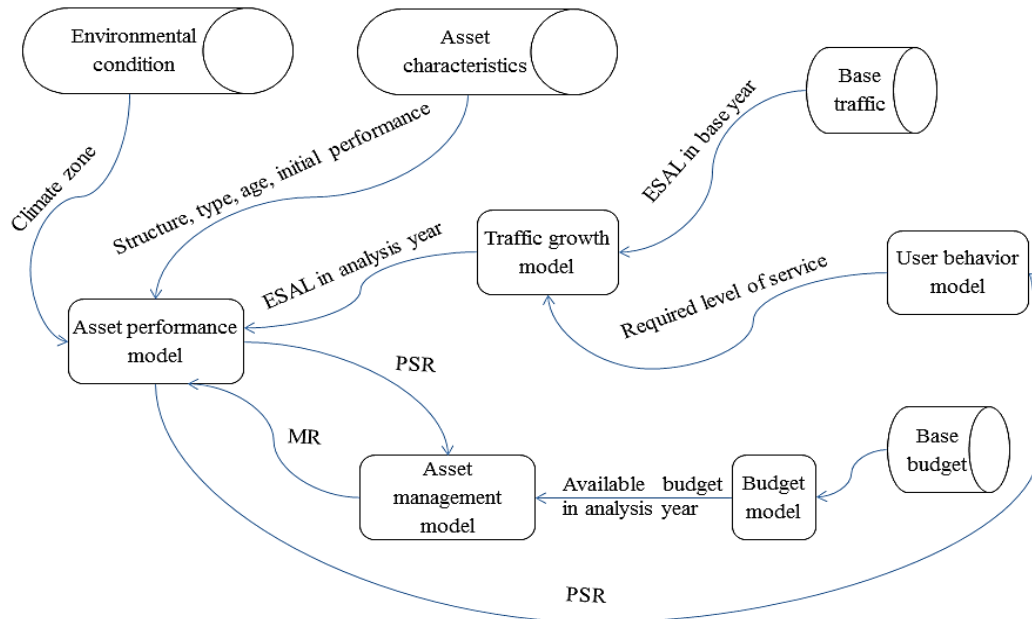 Environmental
condition
Asset
characteristics
Base
traffic
Climate zone
Structure, type, age, initial performance
ESAL in base year
Traffic growth
model
ESAL in analysis year
User behavior
model
Required level of service
Asset performance
model
PSR
MR
Asset
management
model
Available budget
in analysis year
Budget
model
Base
budget
PSR